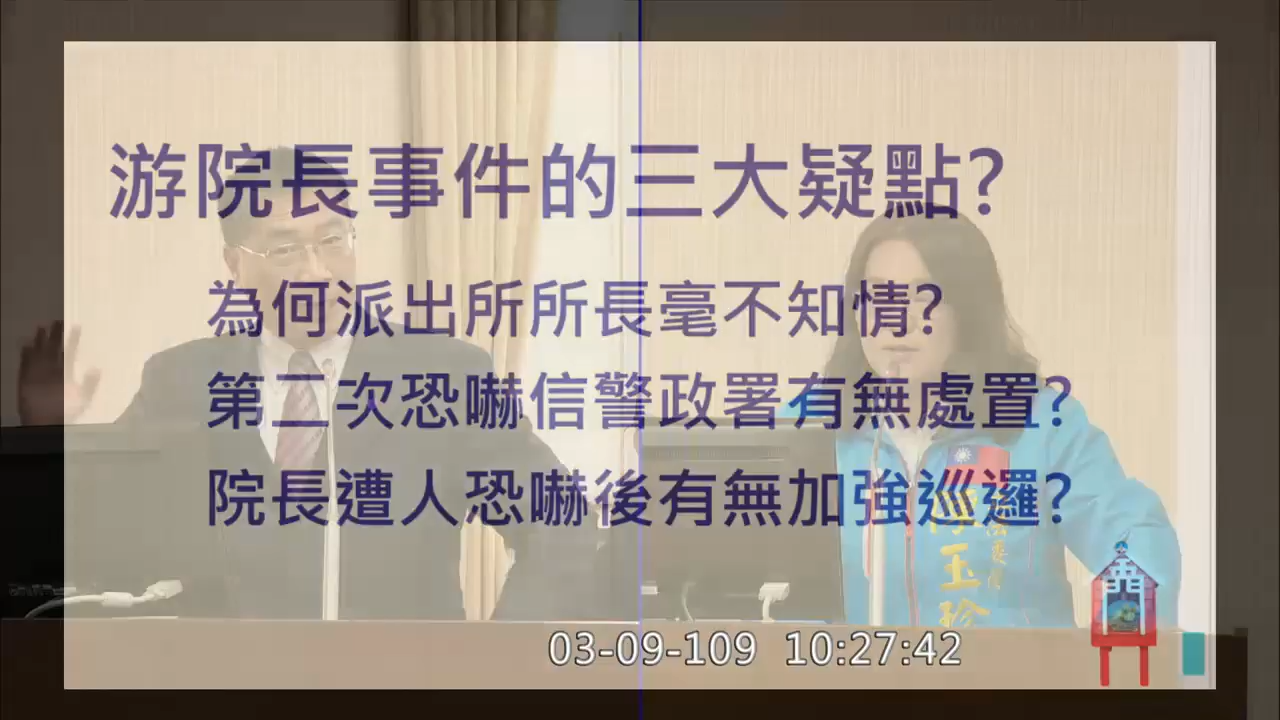 游院長事件的三大疑點?
為何派出所所長毫不知情?
第二次恐嚇信警政署有無處置?
院長遭人恐嚇後有無加強巡邏?
玉珍
03-09-109 10:27:42